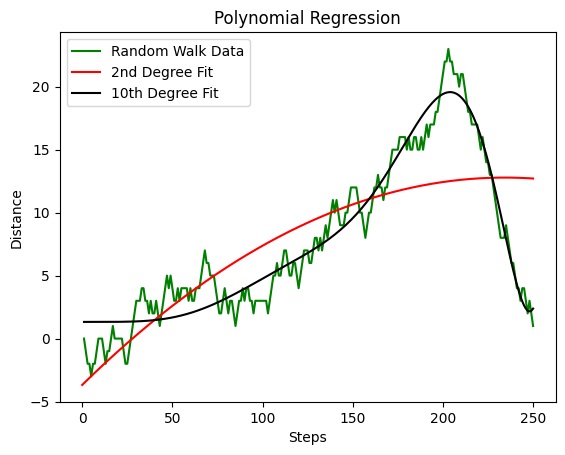 Polynomial Regression
Random Walk Data
2nd Degree Fit
10th Degree Fit
20
15
10
5
0
−5
Distance
0 50 100 150 200 250
Steps